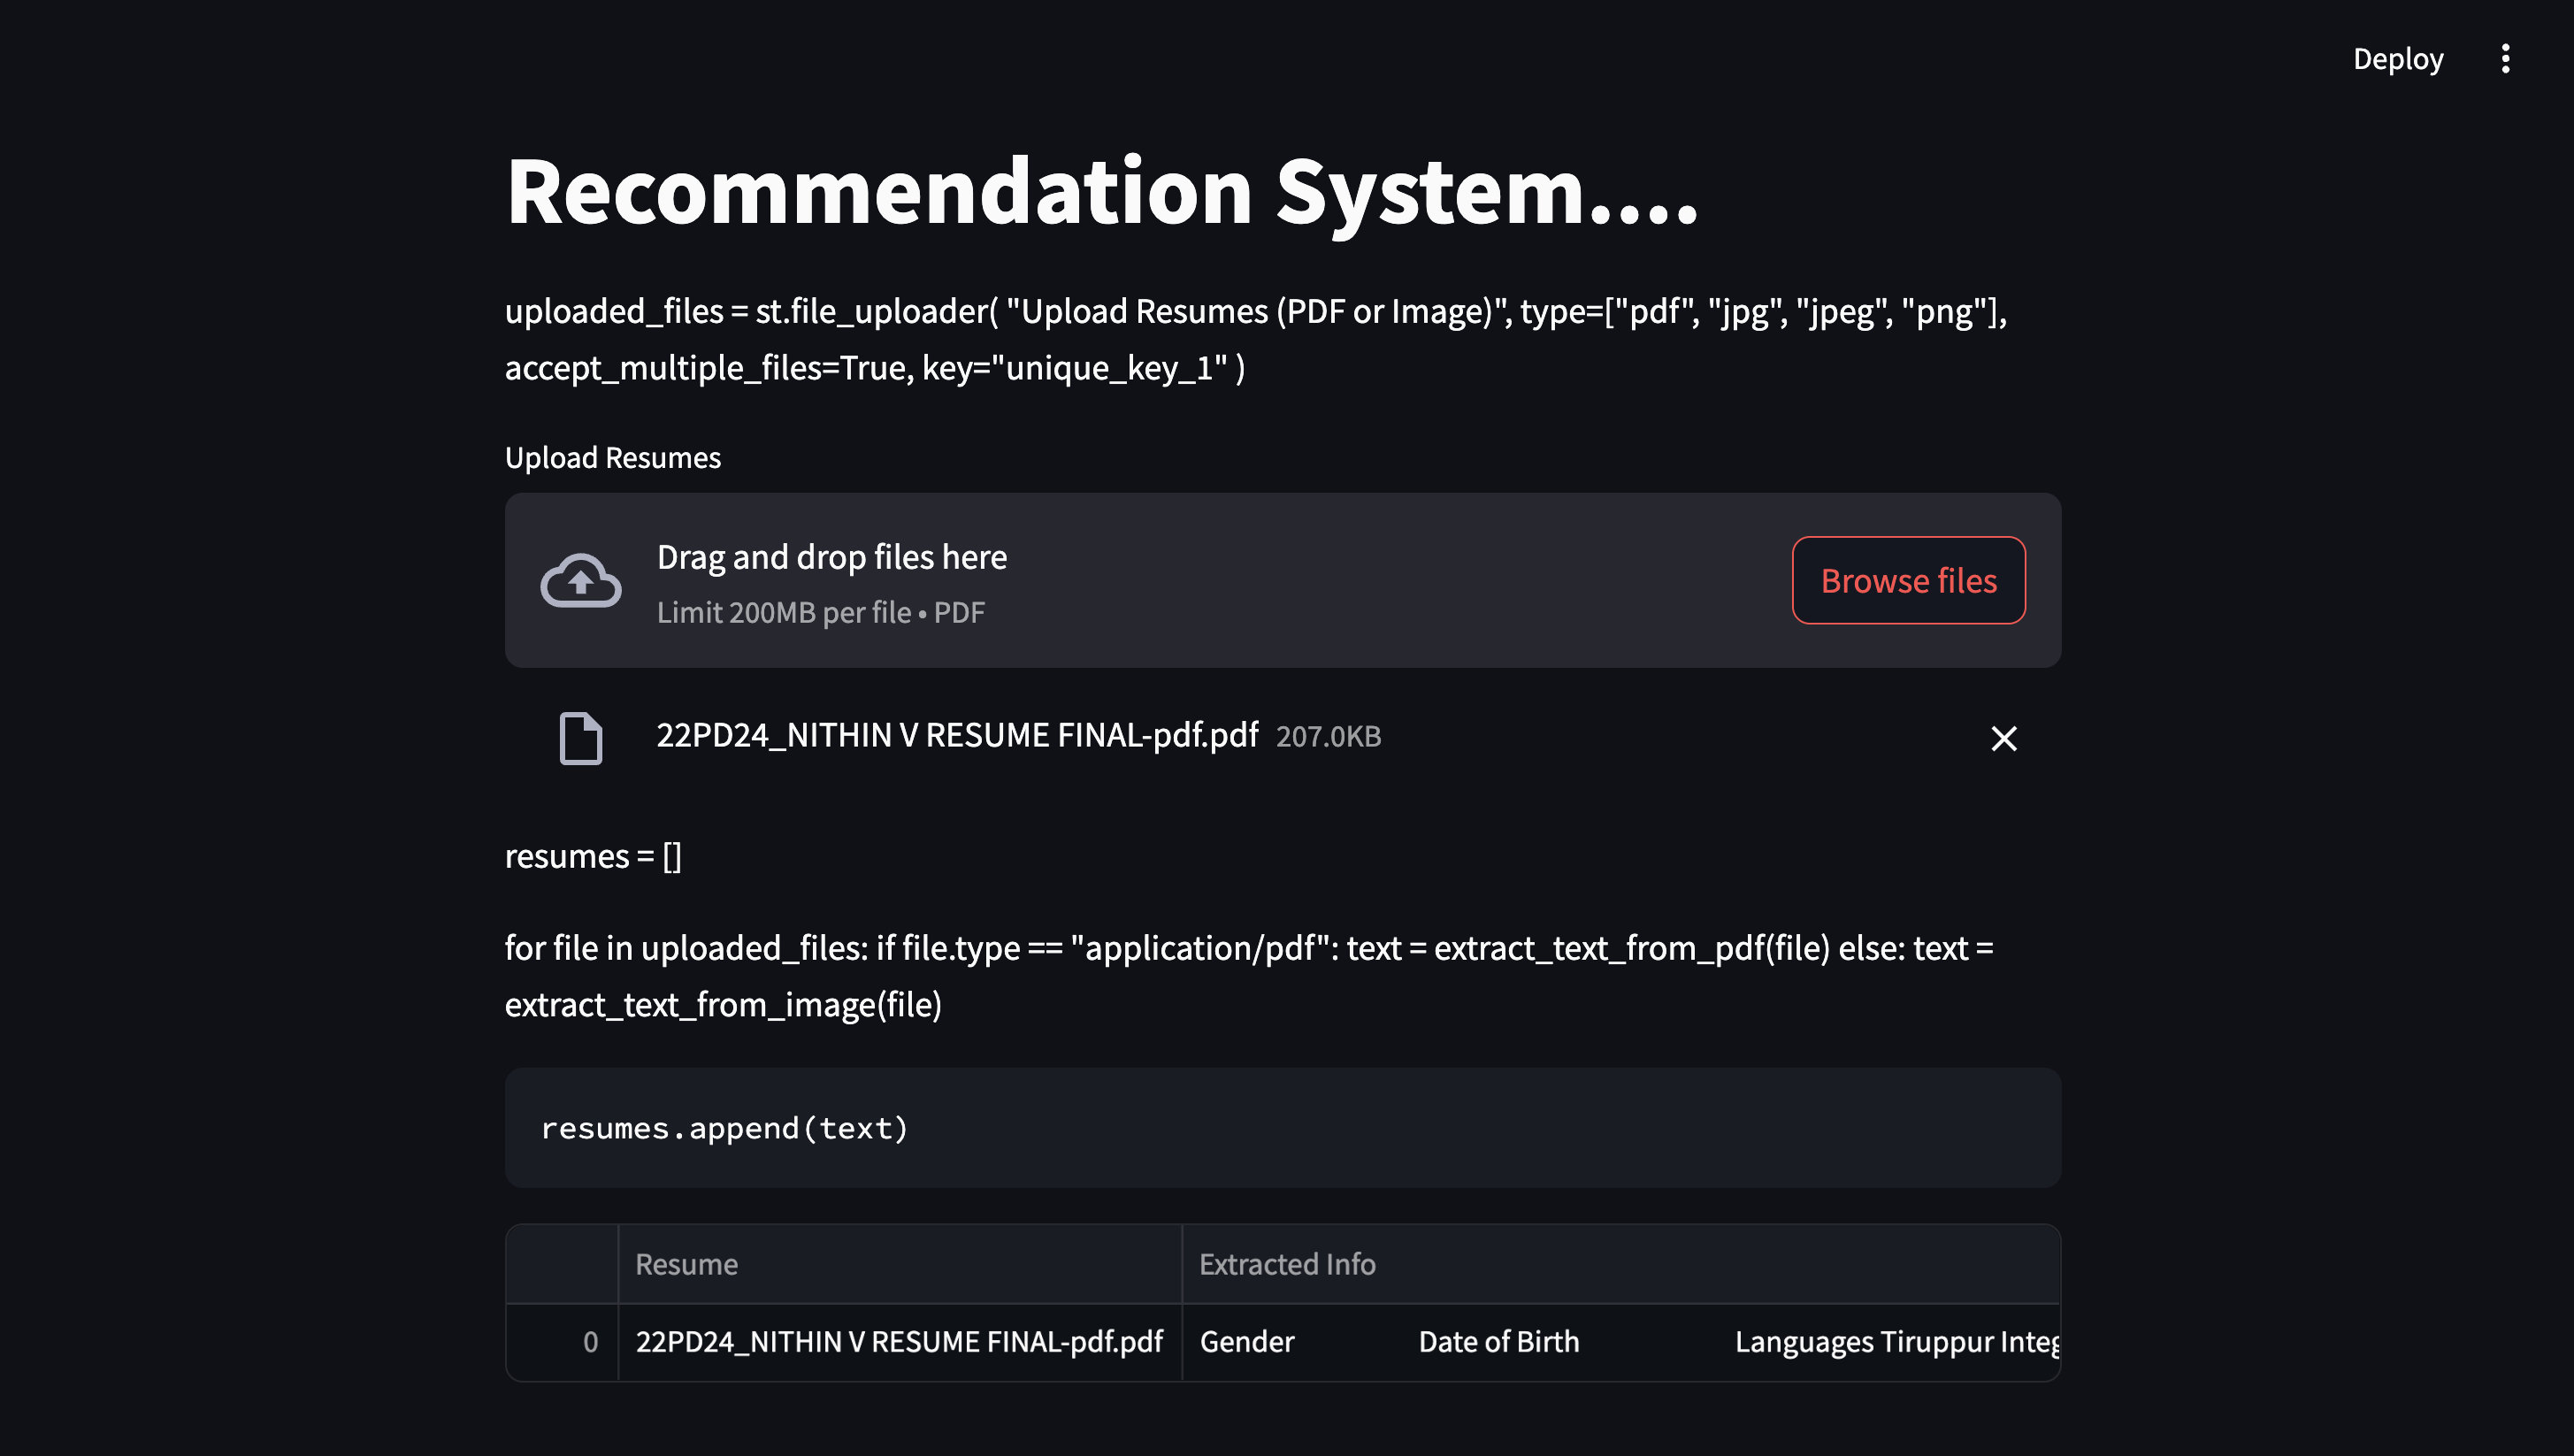 Deploy
Recommendation System....
uploaded_files = st.file_uploader( "Upload Resumes (PDF or Image)", type=["pdf", "jpg", "jpeg", "png"],
accept_multiple_files=True, key="unique_key_1" )
Upload Resumes
Drag and drop files here
Limit 200MB per file • PDF
Browse files
22PD24_NITHIN V RESUME FINAL-pdf.pdf 207.0KB
resumes = []
for file in uploaded_files: if file.type == "application/pdf": text = extract_text_from_pdf(file) else: text =
extract_text_from_image(file)
resumes.append(text)
Resume Extracted Info
0 22PD24_NITHIN V RESUME FINAL-pdf.pdf Gender Date of Birth Languages Tiruppur Integ